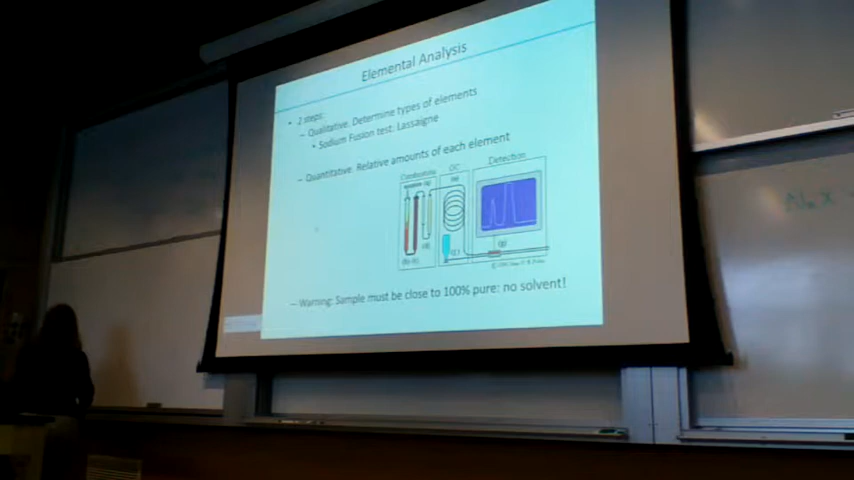 Elemental Analysis
• 2 steps:
– Qualitative. Determine types of elements
• Sodium Fusion test: Lassaigne
– Quantitative. Relative amounts of each element
Combustion GC Detection
– Warning: Sample must be close to 100% pure: no solvent!